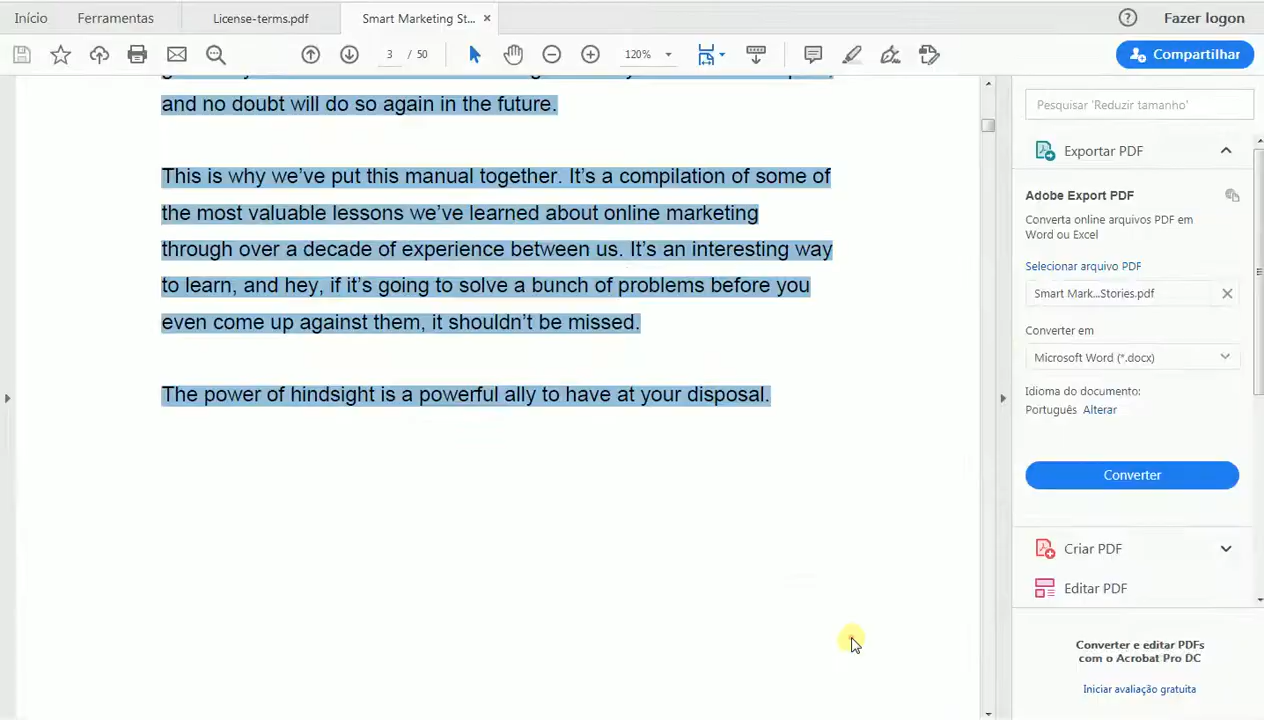 Início Ferramentas License-terms.pdf Smart Marketing St... × Fazer logon
3 / 50 120% Compartilhar
and no doubt will do so again in the future.
This is why we’ve put this manual together. It’s a compilation of some of
the most valuable lessons we’ve learned about online marketing
through over a decade of experience between us. It’s an interesting way
to learn, and hey, if it’s going to solve a bunch of problems before you
even come up against them, it shouldn’t be missed.
The power of hindsight is a powerful ally to have at your disposal.
Pesquisar 'Reduzir tamanho'
Exportar PDF
Adobe Export PDF
Converta online arquivos PDF em
Word ou Excel
Selecionar arquivo PDF
Smart Mark...Stories.pdf
Converter em
Microsoft Word (*.docx)
Idioma do documento:
Português Alterar
Converter
Criar PDF
Editar PDF
Converter e editar PDFs
com o Acrobat Pro DC
Iniciar avaliação gratuita